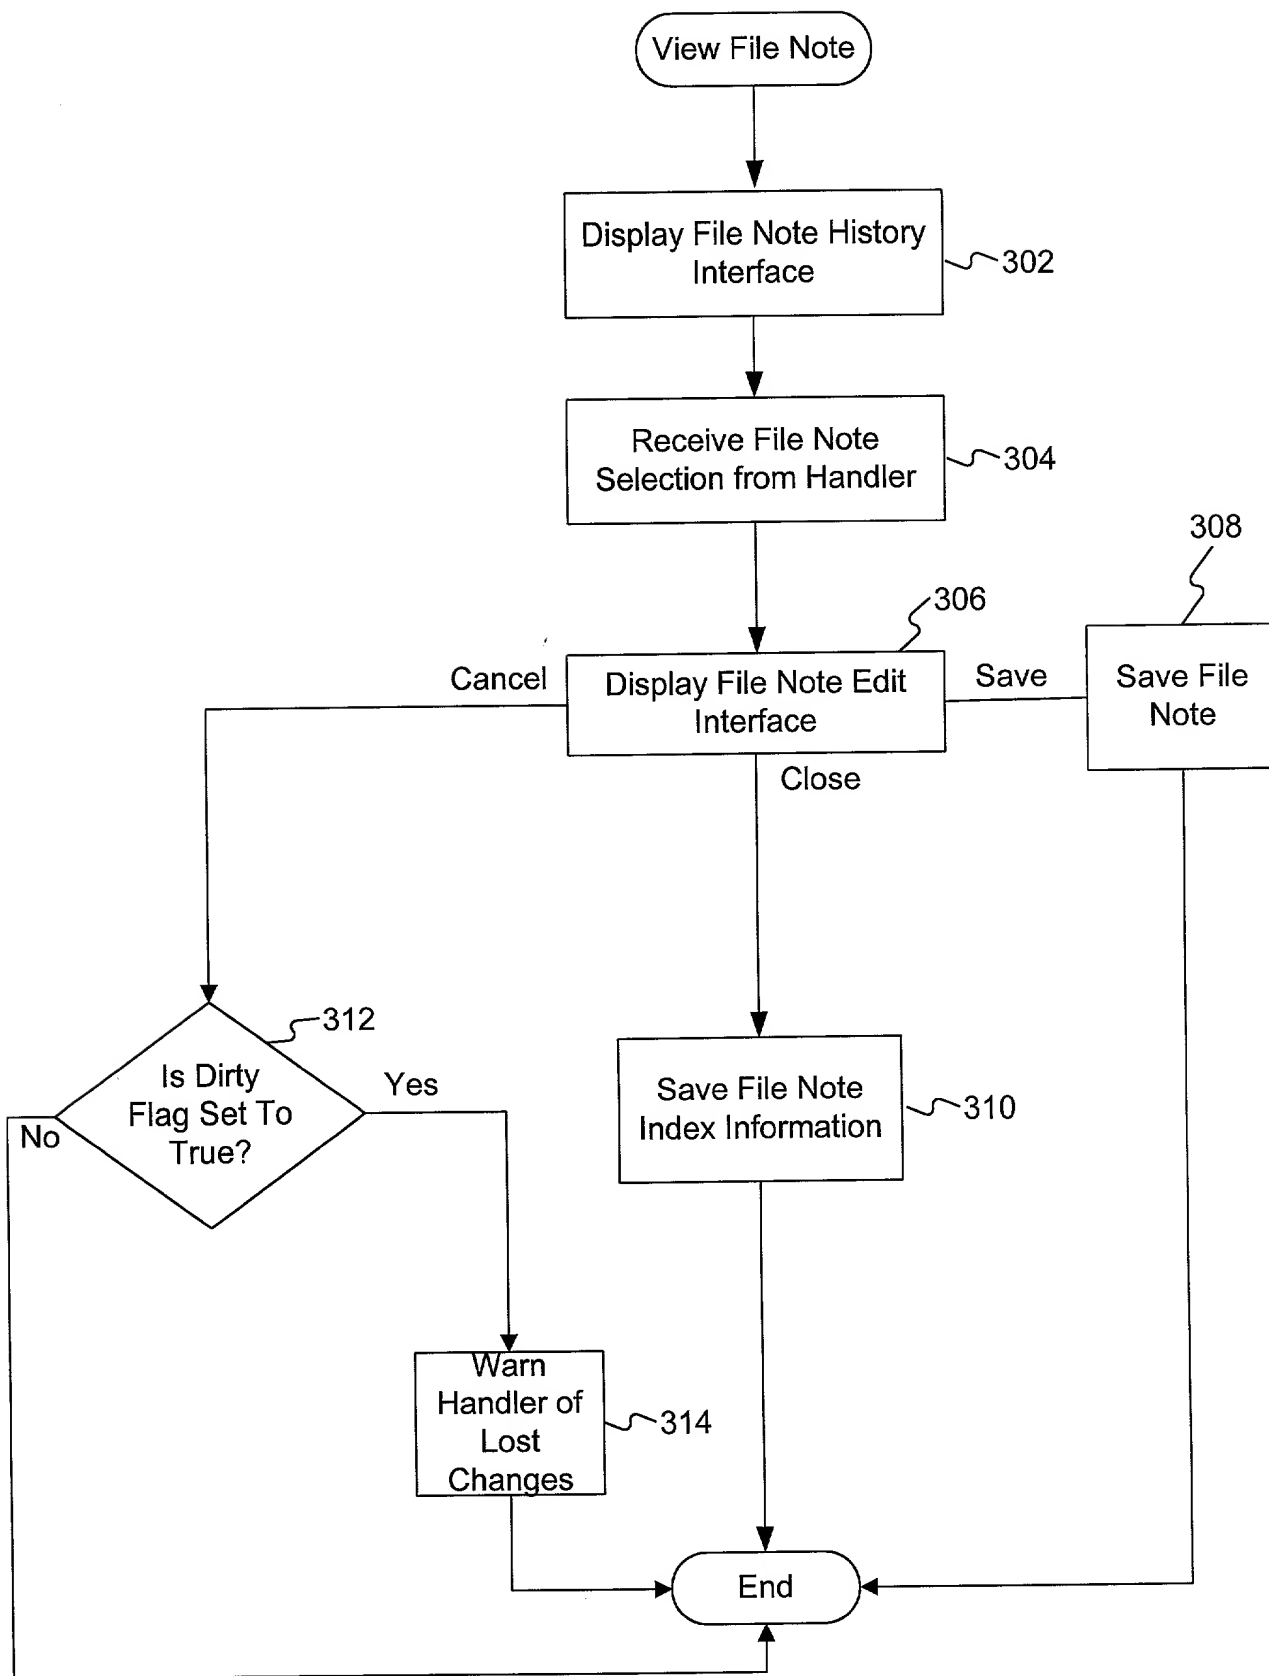 View File Note
Display File Note History
Interface
302
Receive File Note
Selection from Handler
304
308
306
Cancel
Display File Note Edit
Interface
Save
Save File
Note
Close
312
Is Dirty
Flag Set To
True?
Yes
No
Save File Note
Index Information
310
Warn
Handler of
Lost
Changes
314
End